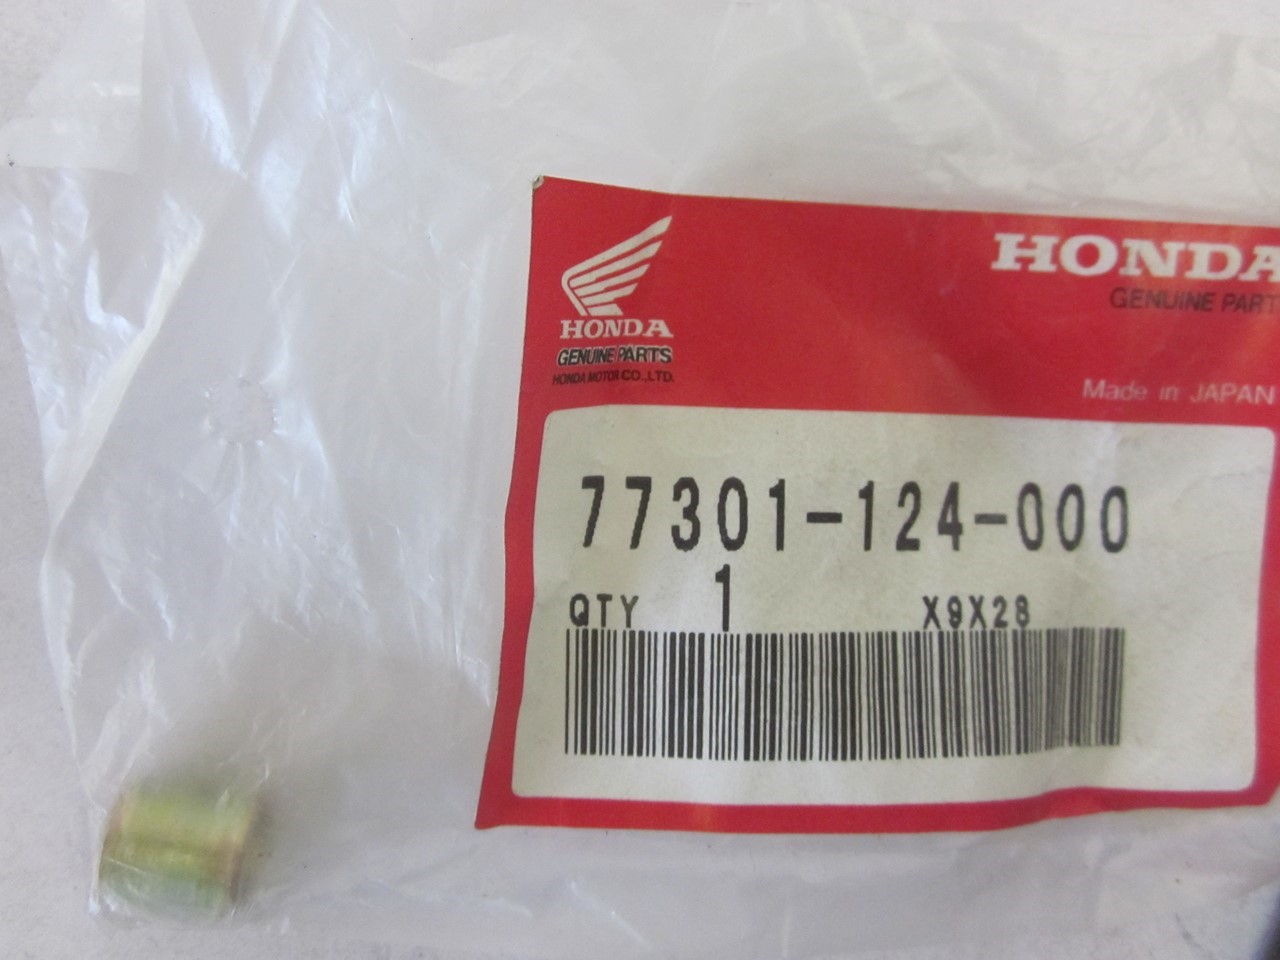 HONDA
GENUINE PARTS
HONDA MOTOR CO.,LTD.
HONDA
GENUINE PART
Made in JAPAN
77301-124-000
QTY 1 X9X28